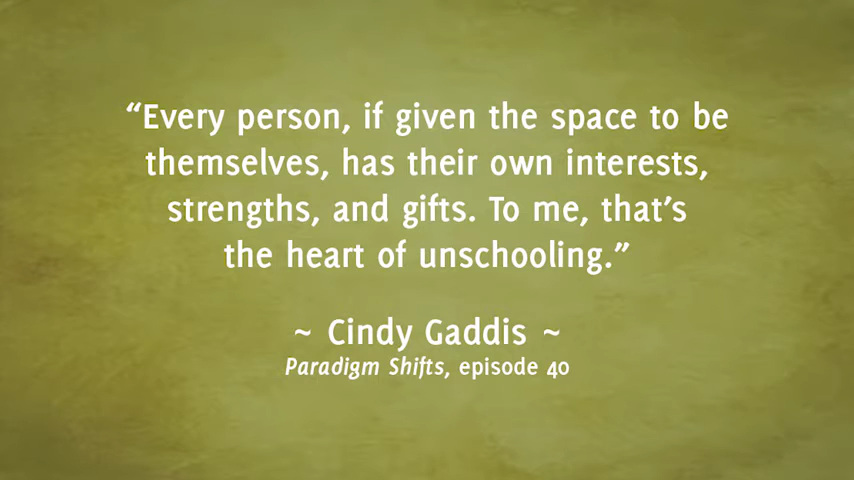 “Every person, if given the space to be
themselves, has their own interests,
strengths, and gifts. To me, that’s
the heart of unschooling.”
~ Cindy Gaddis ~
Paradigm Shifts, episode 40